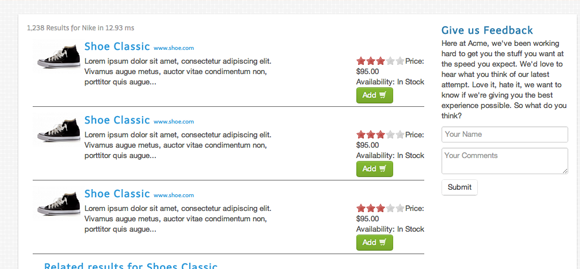 1,238 Results for Nike in 12.93 ms
Shoe Classic www.shoe.com
Lorem ipsum dolor sit amet, consectetur adipiscing elit.
Vivamus augue metus, auctor vitae condimentum non,
porttitor quis augue...
Price:
$95.00
Availability: In Stock
Add
Shoe Classic www.shoe.com
Lorem ipsum dolor sit amet, consectetur adipiscing elit.
Vivamus augue metus, auctor vitae condimentum non,
porttitor quis augue...
Price:
$95.00
Availability: In Stock
Add
Shoe Classic www.shoe.com
Lorem ipsum dolor sit amet, consectetur adipiscing elit.
Vivamus augue metus, auctor vitae condimentum non,
porttitor quis augue...
Price:
$95.00
Availability: In Stock
Add
Related results for Shoes Classic
Give us Feedback
Here at Acme, we've been working
hard to get you the stuff you want at
the speed you expect. We'd love to
hear what you think of our latest
attempt. Love it, hate it, we want to
know if we're giving you the best
experience possible. So what do you
think?
Your Name
Your Comments
Submit